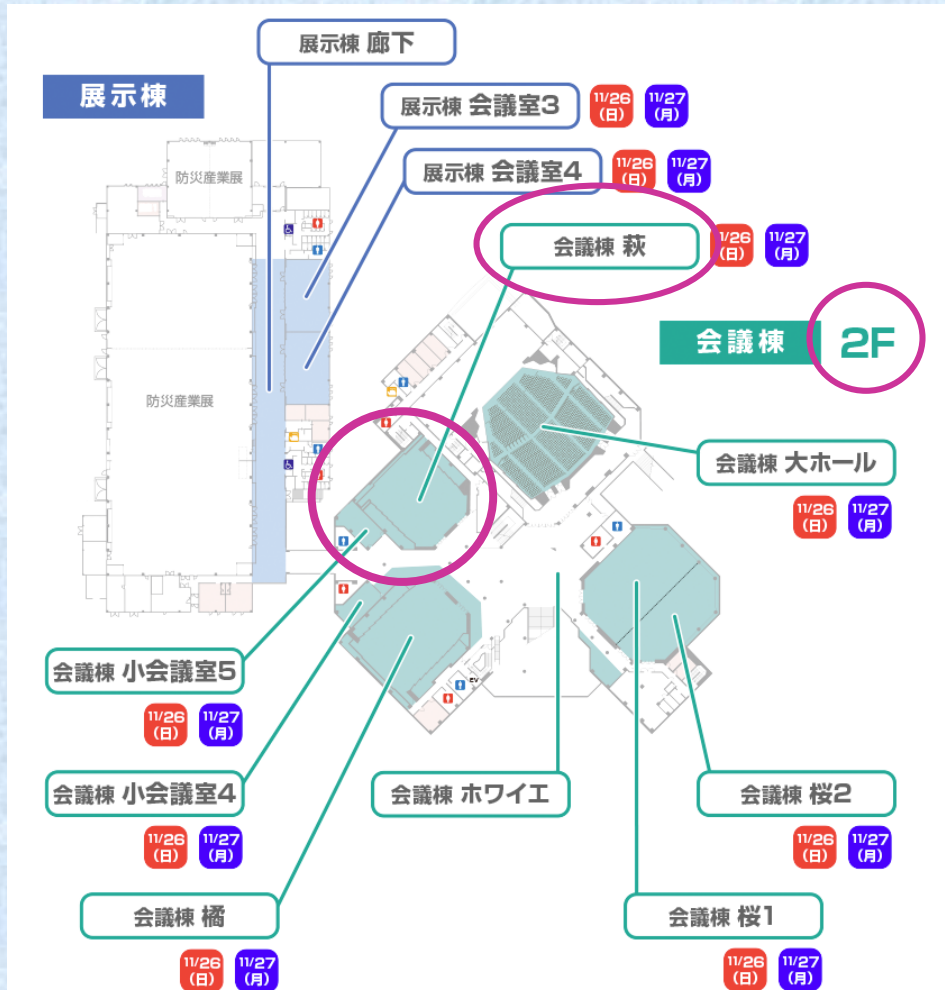 展示棟 廊下
展示棟
展示棟 会議室3
11/26
(日)
11/27
(月)
展示棟 会議室4
11/26
(日)
11/27
(月)
防災産業展
会議棟 萩
11/26
(日)
11/27
(月)
会議棟 2F
防災産業展
会議棟 大ホール
11/26
(日)
11/27
(月)
会議棟 小会議室5
11/26
(日)
11/27
(月)
EV
会議棟 小会議室4
11/26
(日)
11/27
(月)
会議棟 ホワイエ
会議棟 桜2
11/26
(日)
11/27
(月)
会議棟 橘
11/26
(日)
11/27
(月)
会議棟 桜1
11/26
(日)
11/27
(月)